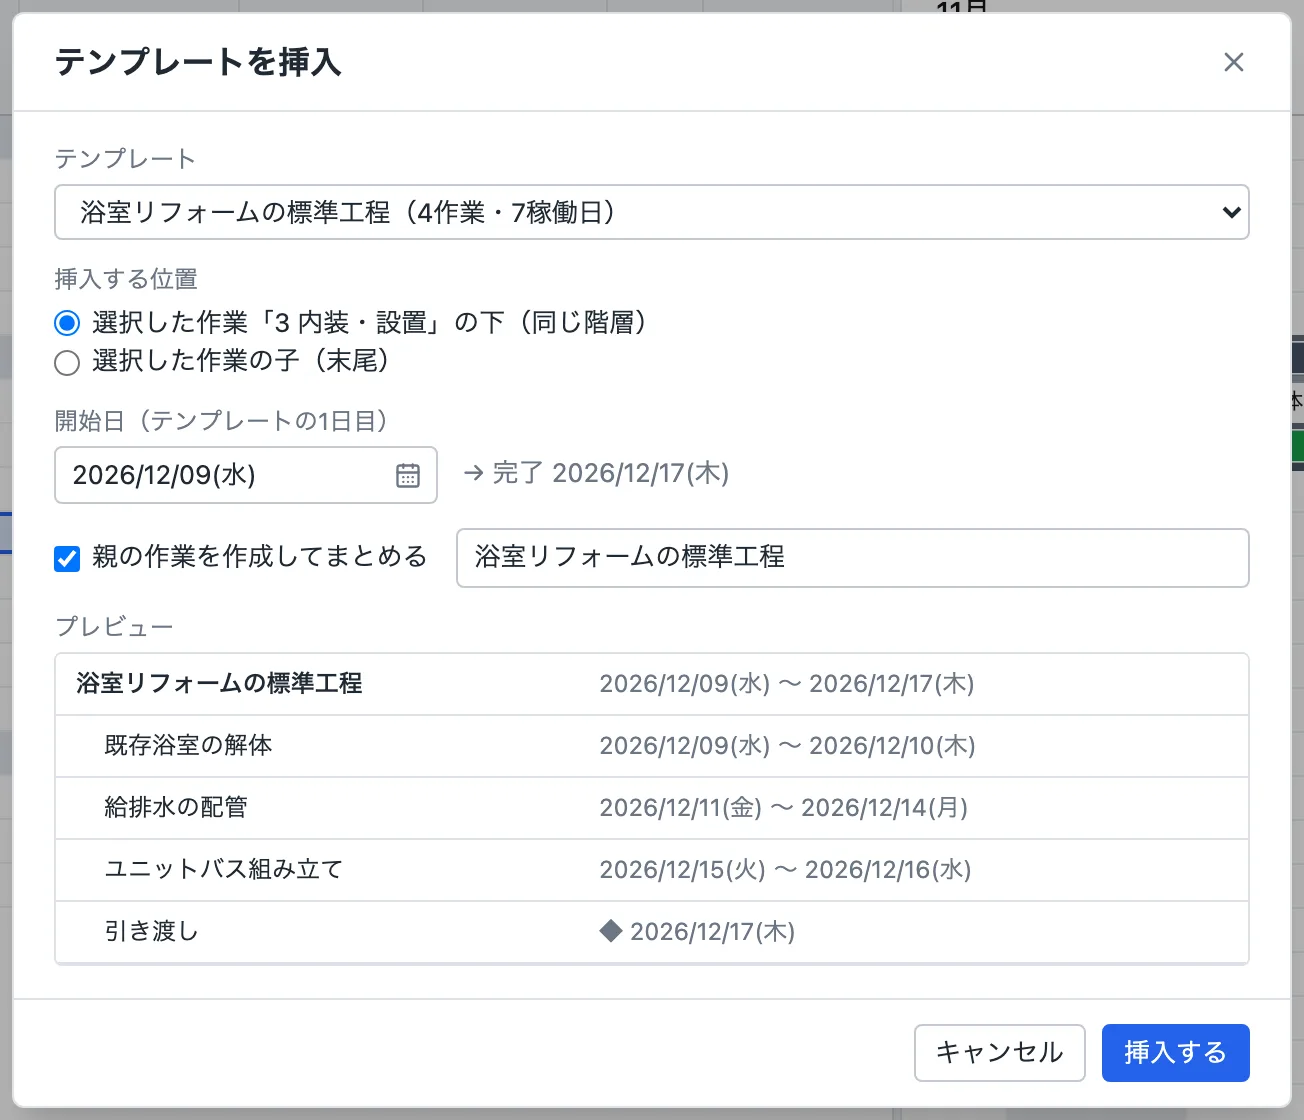 11月
テンプレートを挿入
テンプレート
浴室リフォームの標準工程（4作業・7稼働日）
挿入する位置
選択した作業「3 内装・設置」の下（同じ階層）
選択した作業の子（末尾）
開始日（テンプレートの1日目）
2026/12/09(水) → 完了 2026/12/17(木)
親の作業を作成してまとめる 浴室リフォームの標準工程
プレビュー
浴室リフォームの標準工程 2026/12/09(水) ～ 2026/12/17(木)
既存浴室の解体 2026/12/09(水) ～ 2026/12/10(木)
給排水の配管 2026/12/11(金) ～ 2026/12/14(月)
ユニットバス組み立て 2026/12/15(火) ～ 2026/12/16(水)
引き渡し ◆ 2026/12/17(木)
キャンセル 挿入する